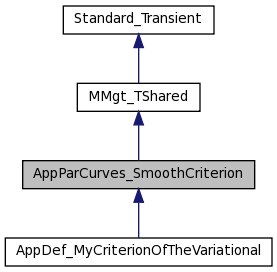 Standard_Transient
MMgt_TShared
AppParCurves_SmoothCriterion
AppDef_MyCriterionOfTheVariational